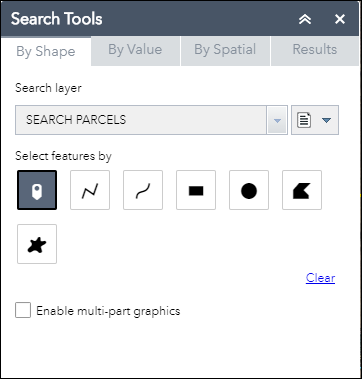 Search Tools
By Shape By Value By Spatial Results
Search layer
SEARCH PARCELS
Select features by
Clear
Enable multi-part graphics